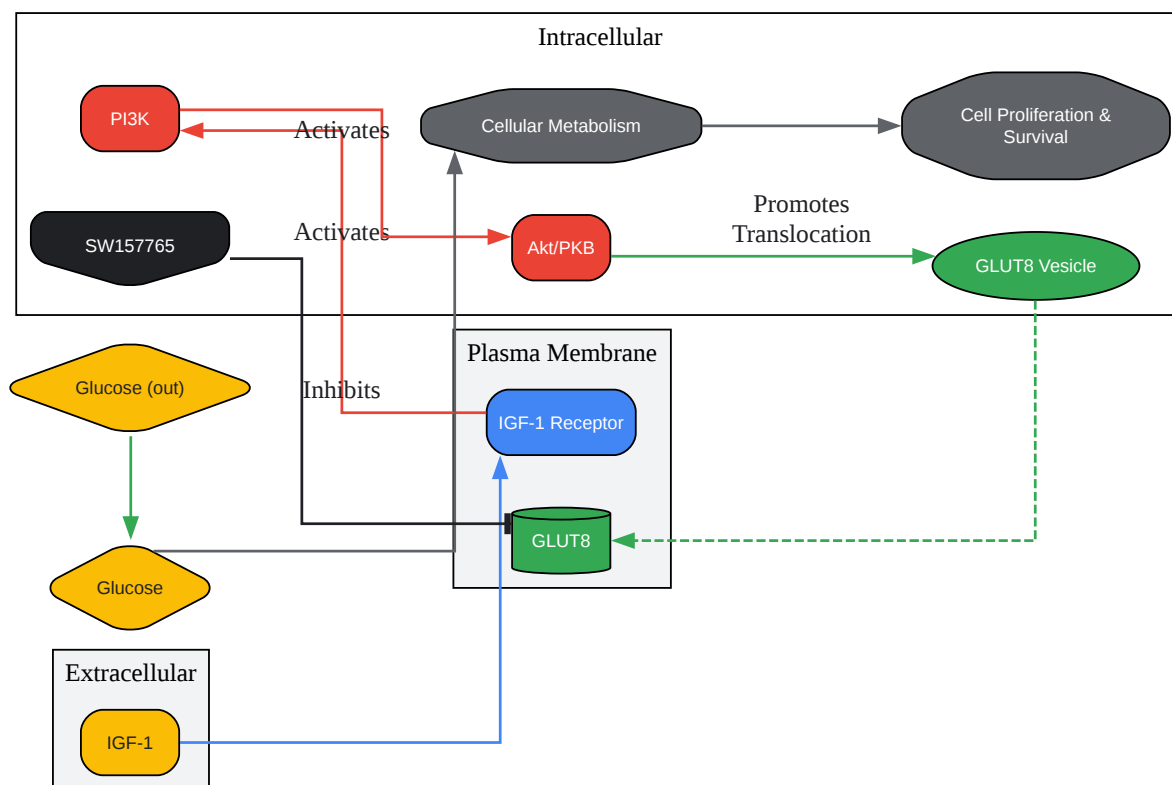 Intracellular
PI3K
Activates
Cellular Metabolism
Cell Proliferation &
Survival
SW157765
Activates
Akt/PKB
Promotes
Translocation
GLUT8 Vesicle
Plasma Membrane
Glucose (out)
Inhibits
IGF-1 Receptor
GLUT8
Glucose
Extracellular
IGF-1